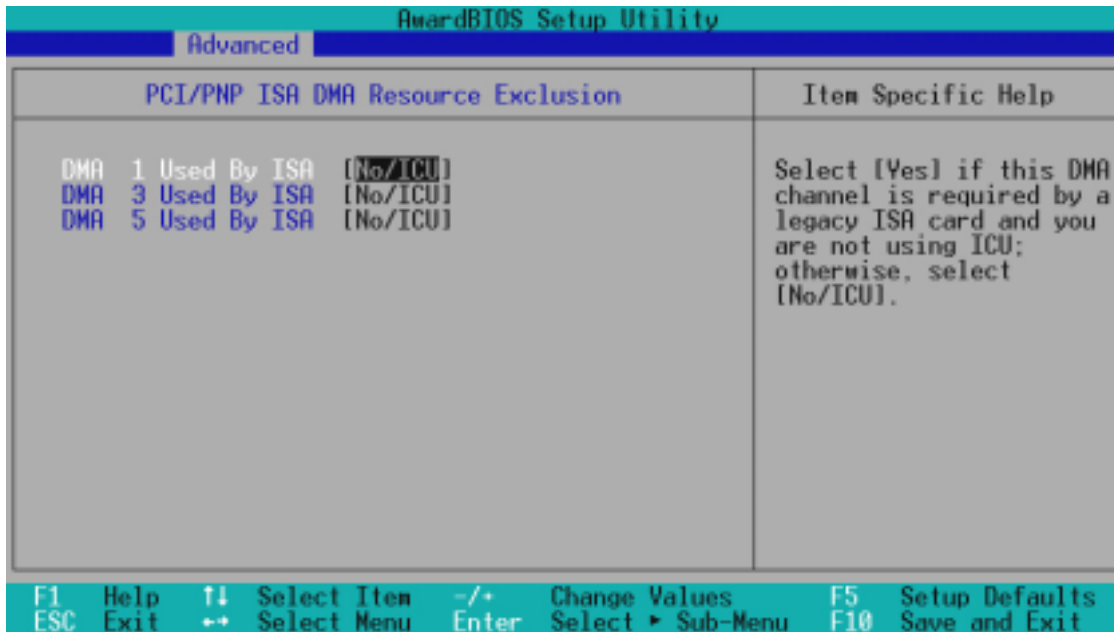 AwardBIOS Setup Utility
Advanced
PCI/PNP ISA DMA Resource Exclusion
Item Specific Help
DMA 1 Used By ISA [No/ICU]
DMA 3 Used By ISA [No/ICU]
DMA 5 Used By ISA [No/ICU]
Select [Yes] if this DMA
channel is required by a
legacy ISA card and you
are not using ICU;
otherwise, select
[No/ICU].
F1 Help ↑↓ Select Item -/+ Change Values F5 Setup Defaults
ESC Exit ←→ Select Menu Enter Select ► Sub-Menu F10 Save and Exit